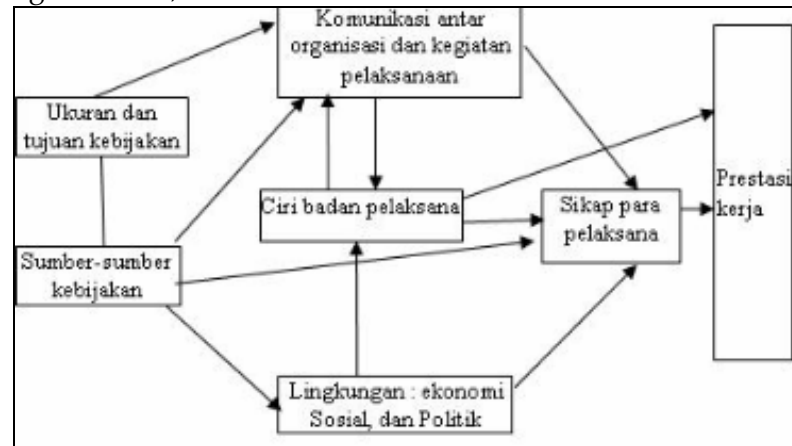 Komunikasi antar
organisasi dan kegiatan
pelaksanaan
Ukuran dan
tujuan kebijakan
Ciri badan pelaksana
Sikap para
pelaksana
Prestasi
kerja
Sumber-sumber
kebijakan
Lingkungan : ekonomi
Sosial, dan Politik